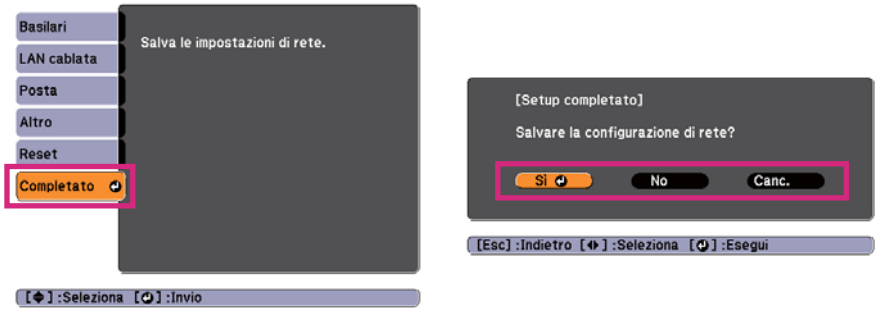 Basilari
LAN cablata
Posta
Altro
Reset
Completato
Salva le impostazioni di rete.
[ ] :Seleziona [ ] :Invio
[Setup completato]
Salvare la configurazione di rete?
Sì No Canc.
[Esc] :Indietro [ ] :Seleziona [ ] :Esegui